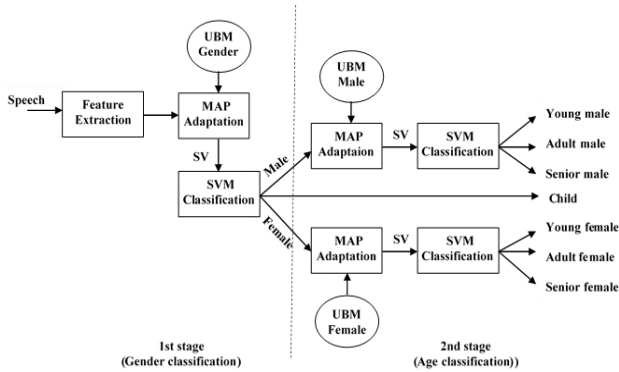 UBM
Gender
Speech
Feature
Extraction
MAP
Adaptation
SV
SVM
Classification
Male
Female
UBM
Male
MAP
Adaptaion
SV
SVM
Classification
Young male
Adult male
Senior male
Child
MAP
Adaptation
SV
SVM
Classification
Young female
Adult female
Senior female
UBM
Female
1st stage
(Gender classification)
2nd stage
(Age classification))